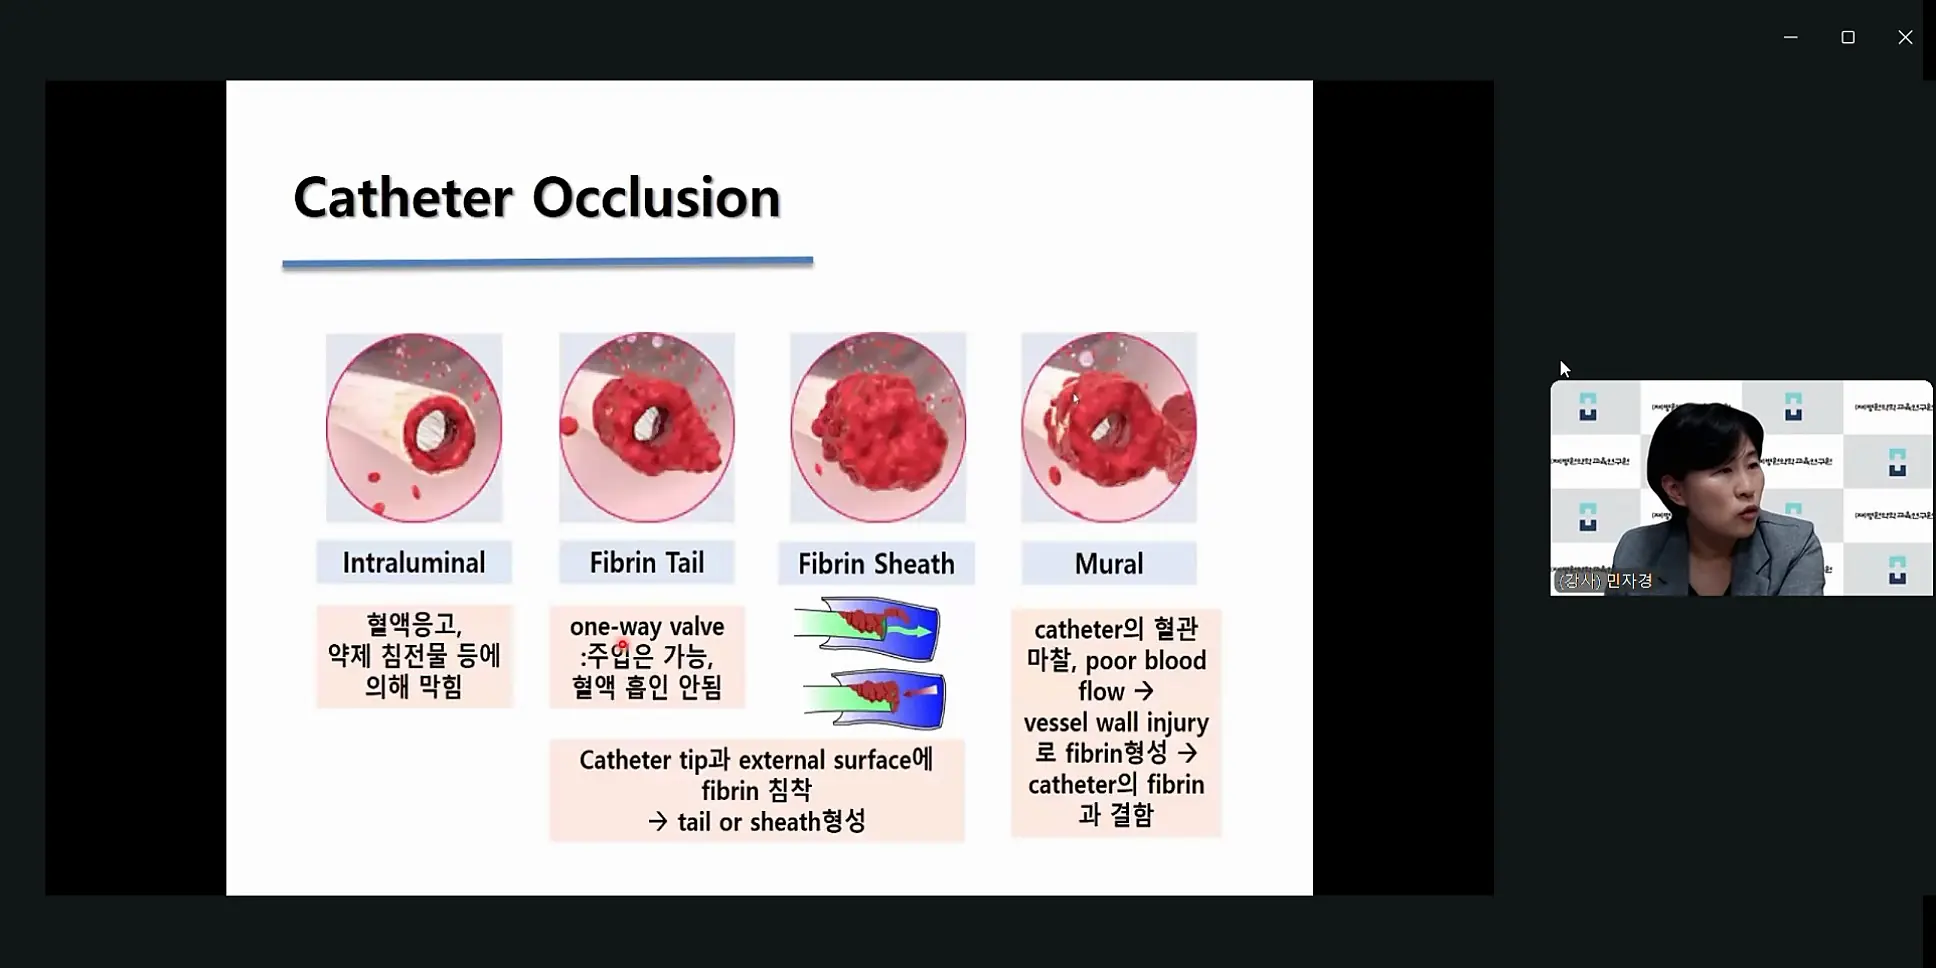 Catheter Occlusion
Intraluminal
Fibrin Tail
Fibrin Sheath
Mural
혈액응고,
약제 침전물 등에
의해 막힘
one-way valve
:주입은 가능,
혈액 흡인 안됨
Catheter tip과 external surface에
fibrin 침착
→ tail or sheath형성
catheter의 혈관
마찰, poor blood
flow →
vessel wall injury
로 fibrin형성 →
catheter의 fibrin
과 결합
(강사) 민자경